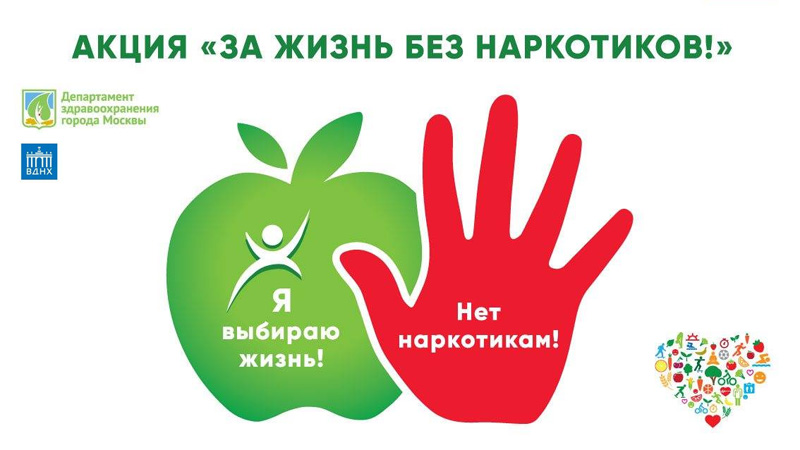 АКЦИЯ «ЗА ЖИЗНЬ БЕЗ НАРКОТИКОВ!»
Департамент
здравоохранения
города Москвы
ВДНХ
Я
выбираю
жизнь!
Нет
наркотикам!